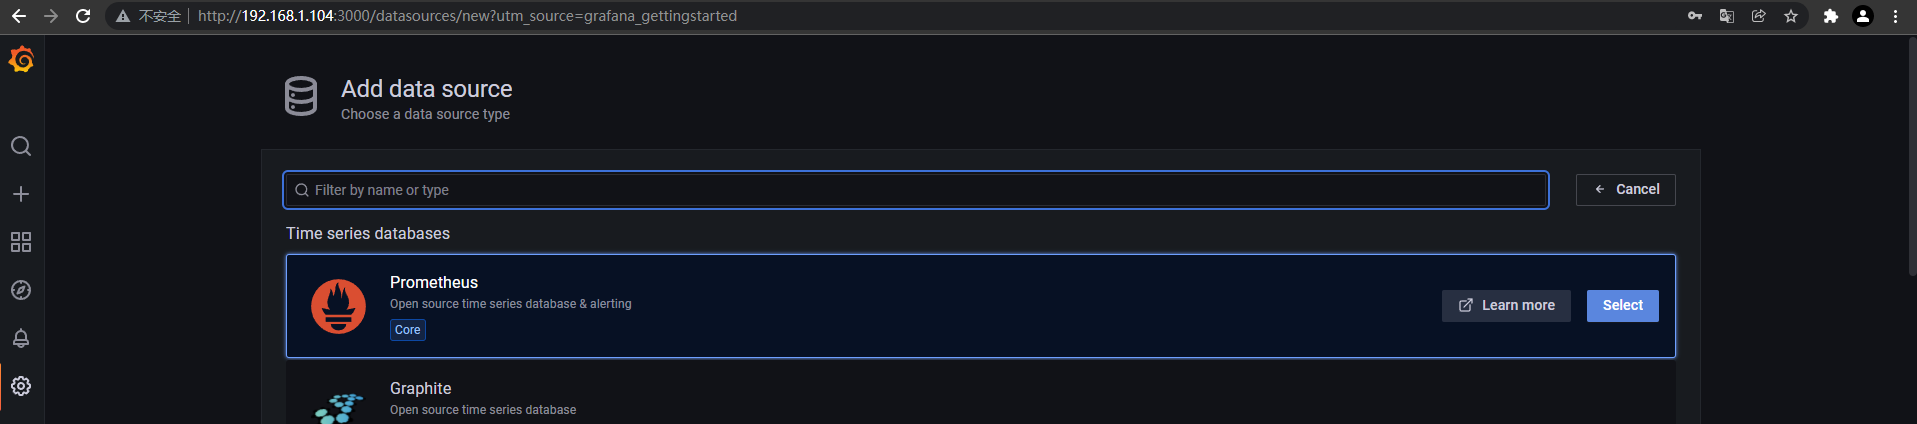 不安全 http://192.168.1.104:3000/datasources/new?utm_source=grafana_gettingstarted
Add data source
Choose a data source type
Filter by name or type
Cancel
Time series databases
Prometheus
Open source time series database & alerting
Core
Learn more
Select
Graphite
Open source time series database